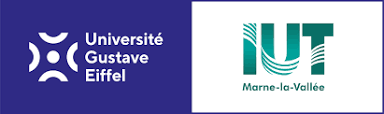 Université
Gustave
Eiffel
IUT
Marne-la-Vallée